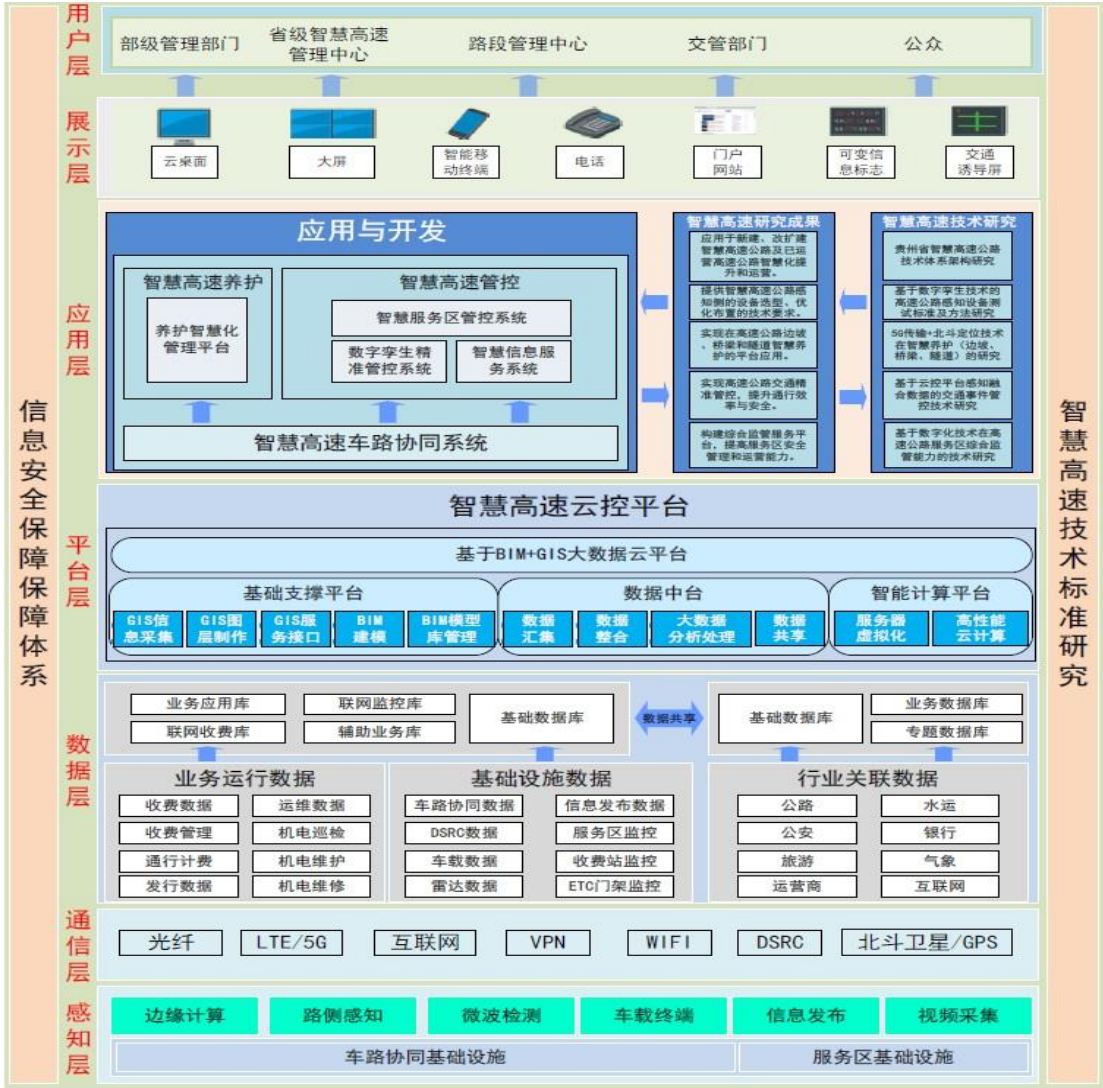 用户层
部级管理部门
省级智慧高速
管理中心
路段管理中心
交管部门
公众
展示层
云桌面
大屏
智能移
动终端
电话
门户
网站
可变信
息标志
交通
诱导屏
应用层
应用与开发
智慧高速养护
养护智慧化
管理平台
智慧高速管控
智慧服务区管控系统
数字孪生精
准管控系统
智慧信息服
务系统
智慧高速车路协同系统
智慧高速研究成果
应用于新建、改扩建
智慧高速公路及已运
营高速公路智慧化提
升和运营。
提供智慧高速公路感
知侧的设备选型、优
化布置的技术要求。
实现在高速公路边坡
、桥梁和隧道智慧养
护的平台应用。
实现高速公路交通精
准管控，提升通行效
率与安全。
构建综合监管服务平
台，提高服务区安全
管理和运营能力。
智慧高速技术研究
贵州省智慧高速公路
技术体系架构研究
基于数字孪生技术的
高速公路感知设备测
试标准及方法研究
5G传输+北斗定位技术
在智慧养护（边坡、
桥梁、隧道）的研究
基于云控平台感知融
合数据的交通事件管
控技术研究
基于数字化技术在高
速公路服务区综合监
管能力的技术研究
平台层
智慧高速云控平台
基于BIM+GIS大数据云平台
基础支撑平台
GIS信
息采集
GIS图
层制作
GIS服
务接口
BIM
建模
BIM模型
库管理
数据中台
数据
汇集
数据
整合
大数据
分析处理
数据
共享
智能计算平台
服务器
虚拟化
高性能
云计算
数据层
业务应用库
联网监控库
联网收费库
辅助业务库
基础数据库
数据共享
基础数据库
业务数据库
专题数据库
业务运行数据
收费数据
运维数据
收费管理
机电巡检
通行计费
机电维护
发行数据
机电维修
基础设施数据
车路协同数据
信息发布数据
DSRC数据
服务区监控
车载数据
收费站监控
雷达数据
ETC门架监控
行业关联数据
公路
水运
公安
银行
旅游
气象
运营商
互联网
通信层
光纤
LTE/5G
互联网
VPN
WIFI
DSRC
北斗卫星/GPS
感知层
边缘计算
路侧感知
微波检测
车载终端
信息发布
视频采集
车路协同基础设施
服务区基础设施
信息安全保障保障体系
智慧高速技术标准研究